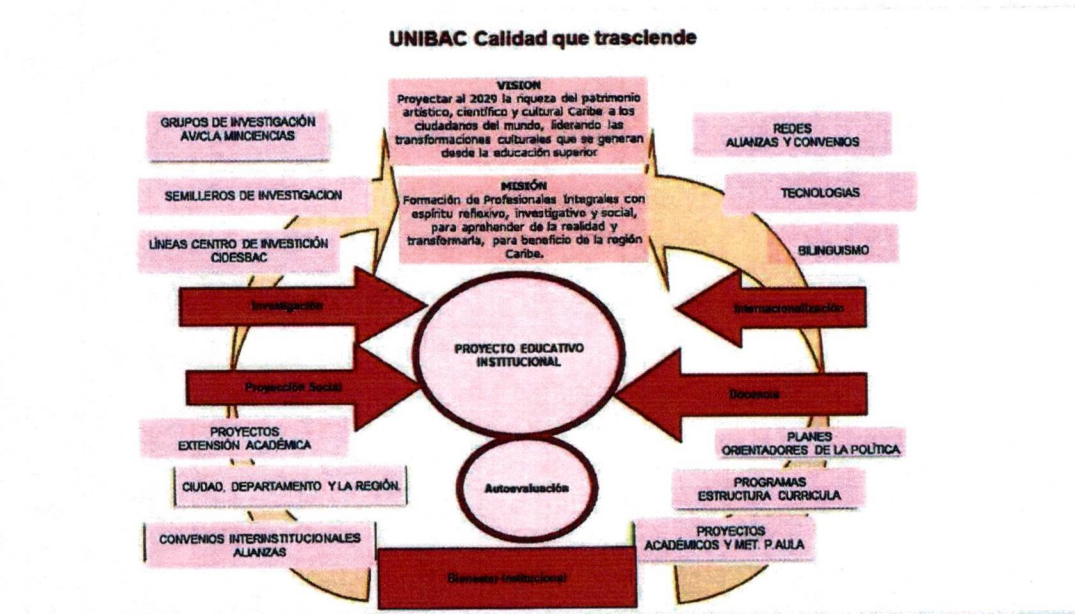 UNIBAC Calidad que trasciende
VISION
Proyectar al 2029 la riqueza del patrimonio
artístico, científico y cultural Caribe a los
ciudadanos del mundo, liderando las
transformaciones culturales que se generan
desde la educación superior
MISIÓN
Formación de Profesionales Integrales con
espíritu reflexivo, investigativo y social,
para aprehender de la realidad y
transformarla, para beneficio de la región
Caribe.
GRUPOS DE INVESTIGACIÓN
AV/CLA MINCIENCIAS
SEMILLEROS DE INVESTIGACION
LÍNEAS CENTRO DE INVESTICIÓN
CIDESBAC
REDES
ALIANZAS Y CONVENIOS
TECNOLOGIAS
BILINGUISMO
Investigación
Internacionalización
PROYECTO EDUCATIVO
INSTITUCIONAL
Proyección Social
Docencia
PROYECTOS
EXTENSIÓN ACADÉMICA
CIUDAD, DEPARTAMENTO Y LA REGIÓN.
CONVENIOS INTERINSTITUCIONALES
ALIANZAS
Autoevaluación
PLANES
ORIENTADORES DE LA POLÍTICA
PROGRAMAS
ESTRUCTURA CURRICULA
PROYECTOS
ACADÉMICOS Y MET. P.AULA
Bienestar Institucional